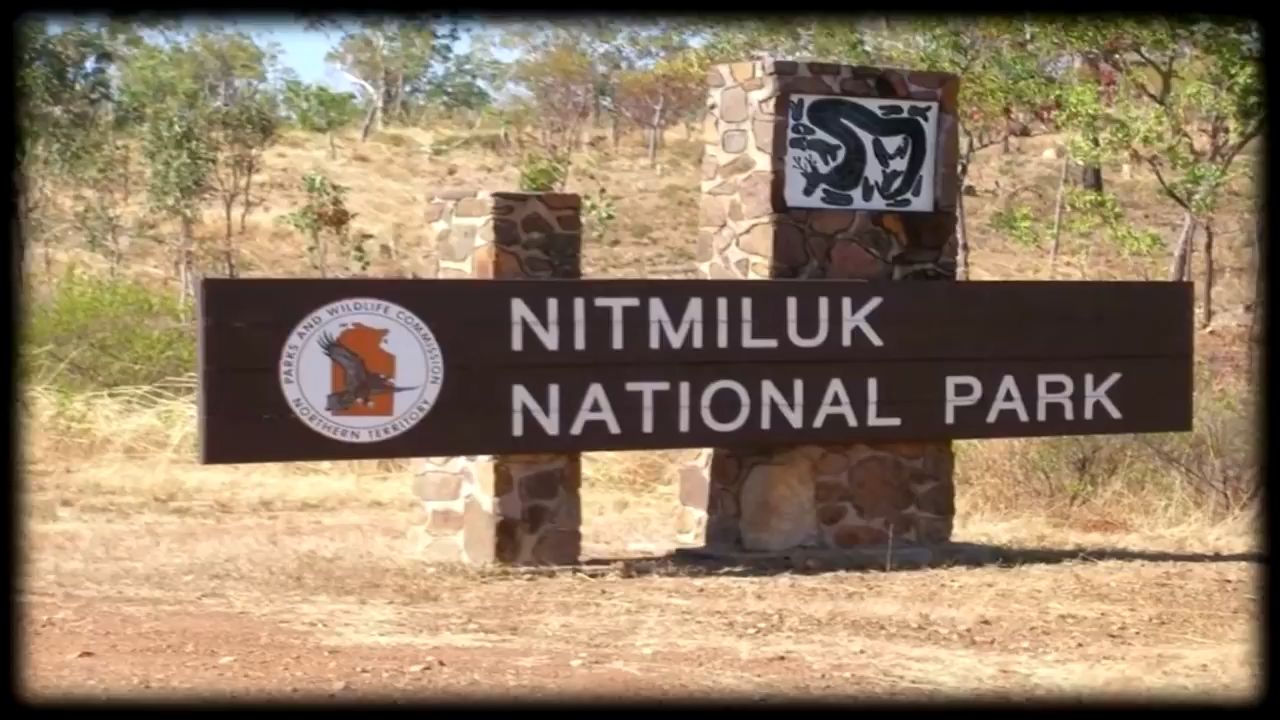 PARKS AND WILDLIFE COMMISSION
NORTHERN TERRITORY
NITMILUK
NATIONAL PARK